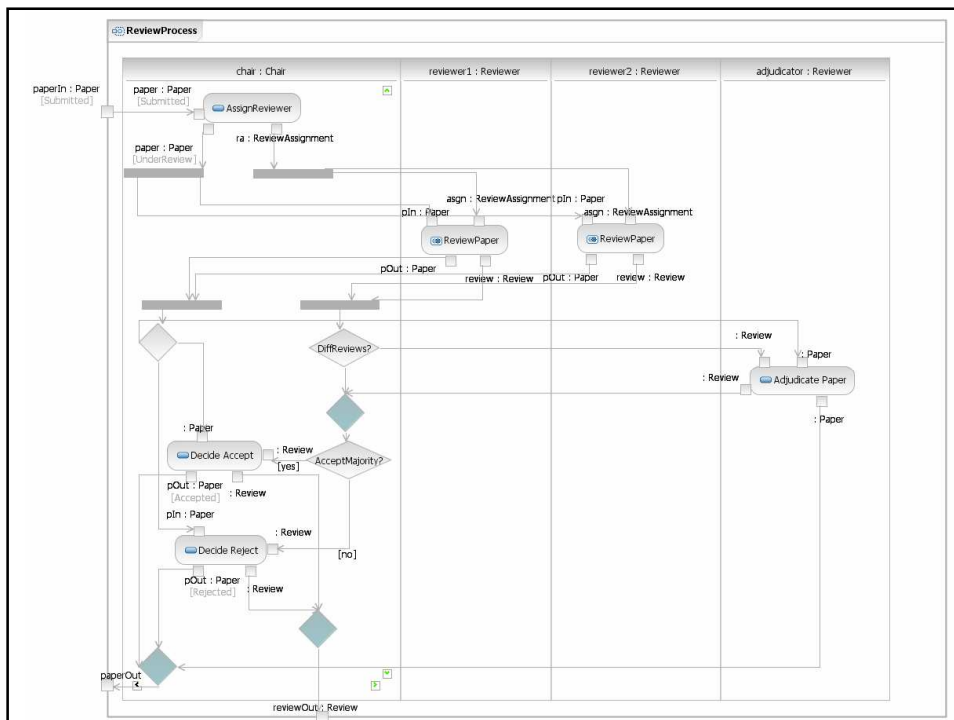 ReviewProcess
chair : Chair
reviewer1 : Reviewer
reviewer2 : Reviewer
adjudicator : Reviewer
paperIn : Paper
[Submitted]
paper : Paper
[Submitted]
AssignReviewer
ra : ReviewAssignment
paper : Paper
[UnderReview]
asgn : ReviewAssignment
pIn : Paper
pIn : Paper
asgn : ReviewAssignment
ReviewPaper
ReviewPaper
pOut : Paper
review : Review
pOut : Paper
review : Review
DiffReviews?
: Review
: Paper
: Review
Adjudicate Paper
: Paper
: Paper
Decide Accept
: Review
[yes]
AcceptMajority?
pOut : Paper
[Accepted]
: Review
pIn : Paper
: Review
Decide Reject
[no]
pOut : Paper
[Rejected]
: Review
paperOut
reviewOut : Review